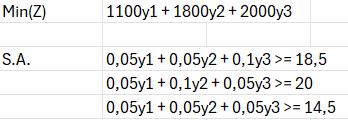 Min(Z) 1100y1 + 1800y2 + 2000y3
S.A. 0,05y1 + 0,05y2 + 0,1y3 >= 18,5
0,05y1 + 0,1y2 + 0,05y3 >= 20
0,05y1 + 0,05y2 + 0,05y3 >= 14,5